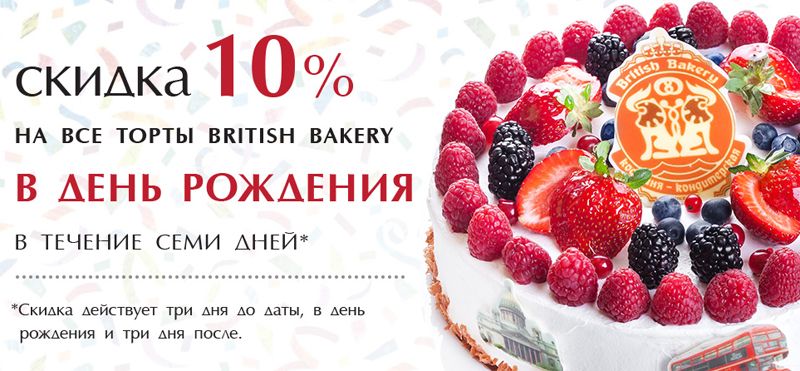 скидка 10%
НА ВСЕ ТОРТЫ BRITISH BAKERY
В ДЕНЬ РОЖДЕНИЯ
В ТЕЧЕНИЕ СЕМИ ДНЕЙ*
*Скидка действует три дня до даты, в день
рождения и три дня после.
British Bakery
кондитерская